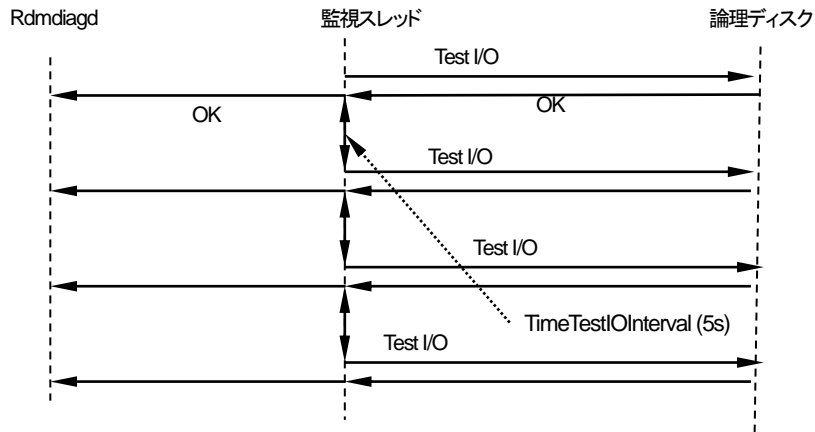 Rdmdiagd
監視スレッド
論理ディスク
Test I/O
OK
OK
Test I/O
Test I/O
TimeTestIOInterval (5s)
Test I/O